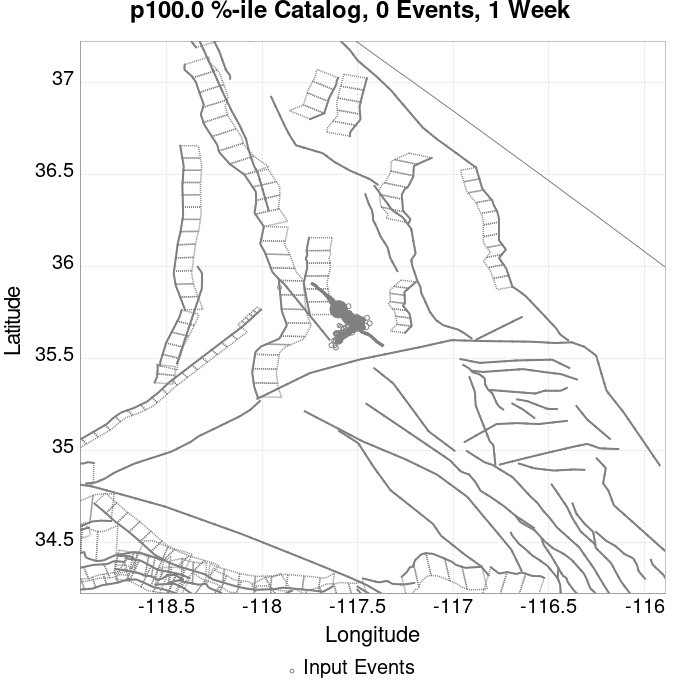 p100.0 %-ile Catalog, 0 Events, 1 Week
37
36.5
36
35.5
35
34.5
Latitude
-118.5 -118 -117.5 -117 -116.5 -116
Longitude
Input Events